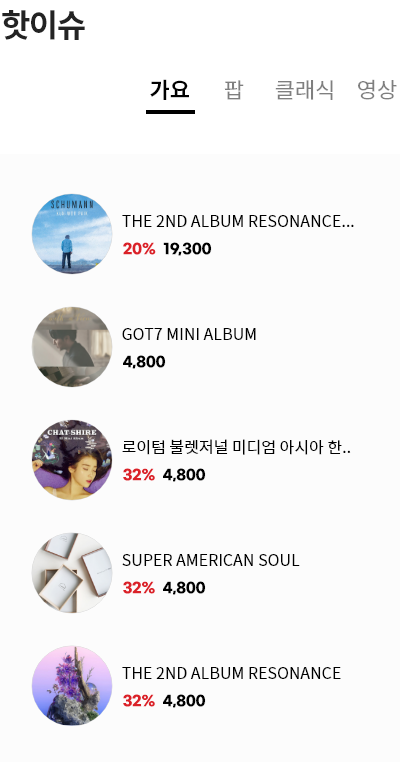 핫이슈
가요 팝 클래식 영상
SCHUMANN
THE 2ND ALBUM RESONANCE...
20% 19,300
GOT7 MINI ALBUM
4,800
CHAT-SHIRE
로이텀 불렛저널 미디엄 아시아 한..
32% 4,800
SUPER AMERICAN SOUL
32% 4,800
THE 2ND ALBUM RESONANCE
32% 4,800